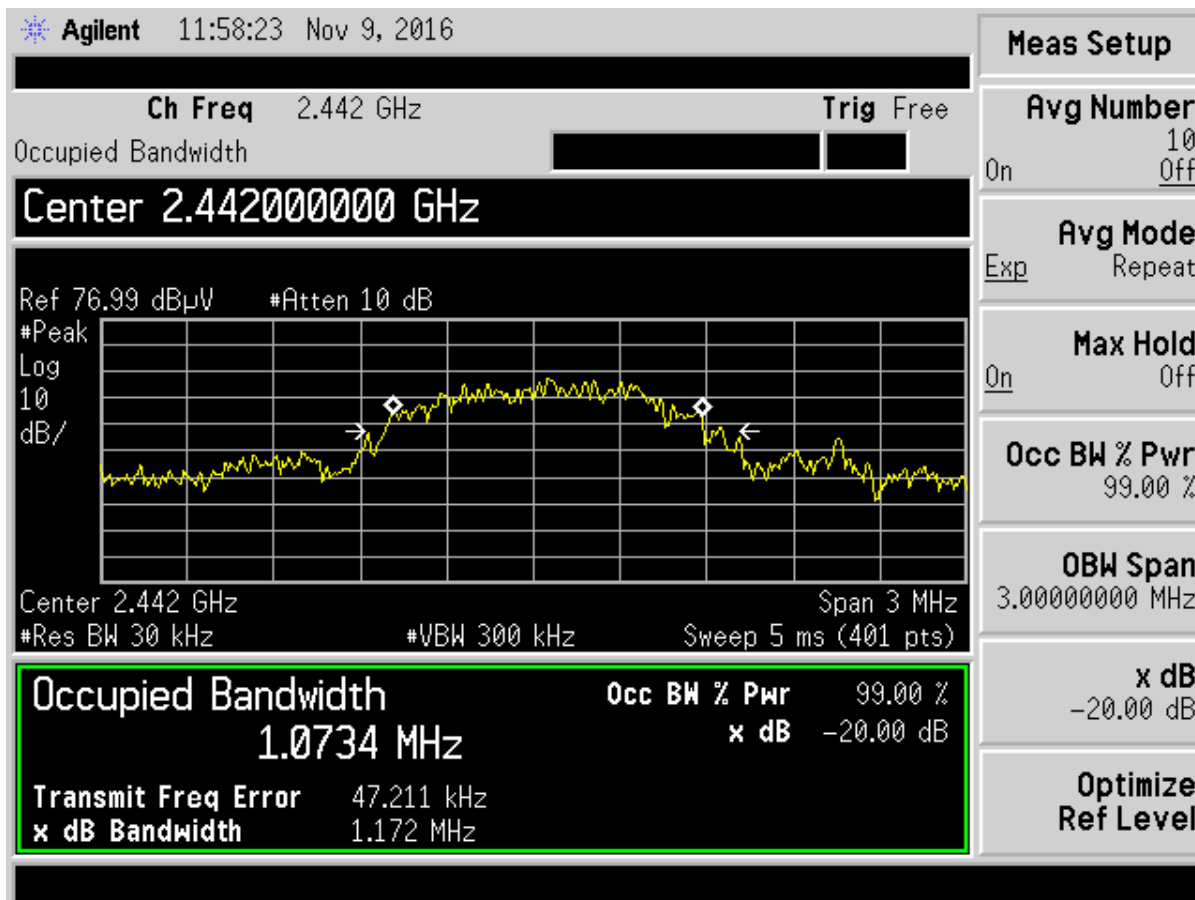 Agilent 11:58:23 Nov 9, 2016
Ch Freq 2.442 GHz Trig Free
Occupied Bandwidth
Center 2.442000000 GHz
Ref 76.99 dBµV #Atten 10 dB
#Peak
Log
10
dB/
Center 2.442 GHz Span 3 MHz
#Res BW 30 kHz #VBW 300 kHz Sweep 5 ms (401 pts)
Occupied Bandwidth Occ BW % Pwr 99.00 %
1.0734 MHz x dB -20.00 dB
Transmit Freq Error 47.211 kHz
x dB Bandwidth 1.172 MHz
Meas Setup
Avg Number
10
On Off
Avg Mode
Exp Repeat
Max Hold
On Off
Occ BW % Pwr
99.00 %
OBW Span
3.00000000 MHz
x dB
-20.00 dB
Optimize
Ref Level